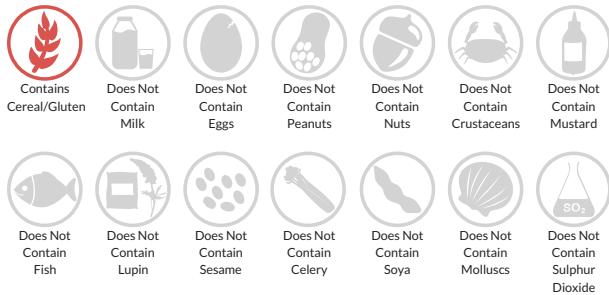 Contains
Cereal/Gluten
Does Not
Contain
Milk
Does Not
Contain
Eggs
Does Not
Contain
Peanuts
Does Not
Contain
Nuts
Does Not
Contain
Crustaceans
Does Not
Contain
Mustard
Does Not
Contain
Fish
Does Not
Contain
Lupin
Does Not
Contain
Sesame
Does Not
Contain
Celery
Does Not
Contain
Soya
Does Not
Contain
Molluscs
SO₂
Does Not
Contain
Sulphur
Dioxide